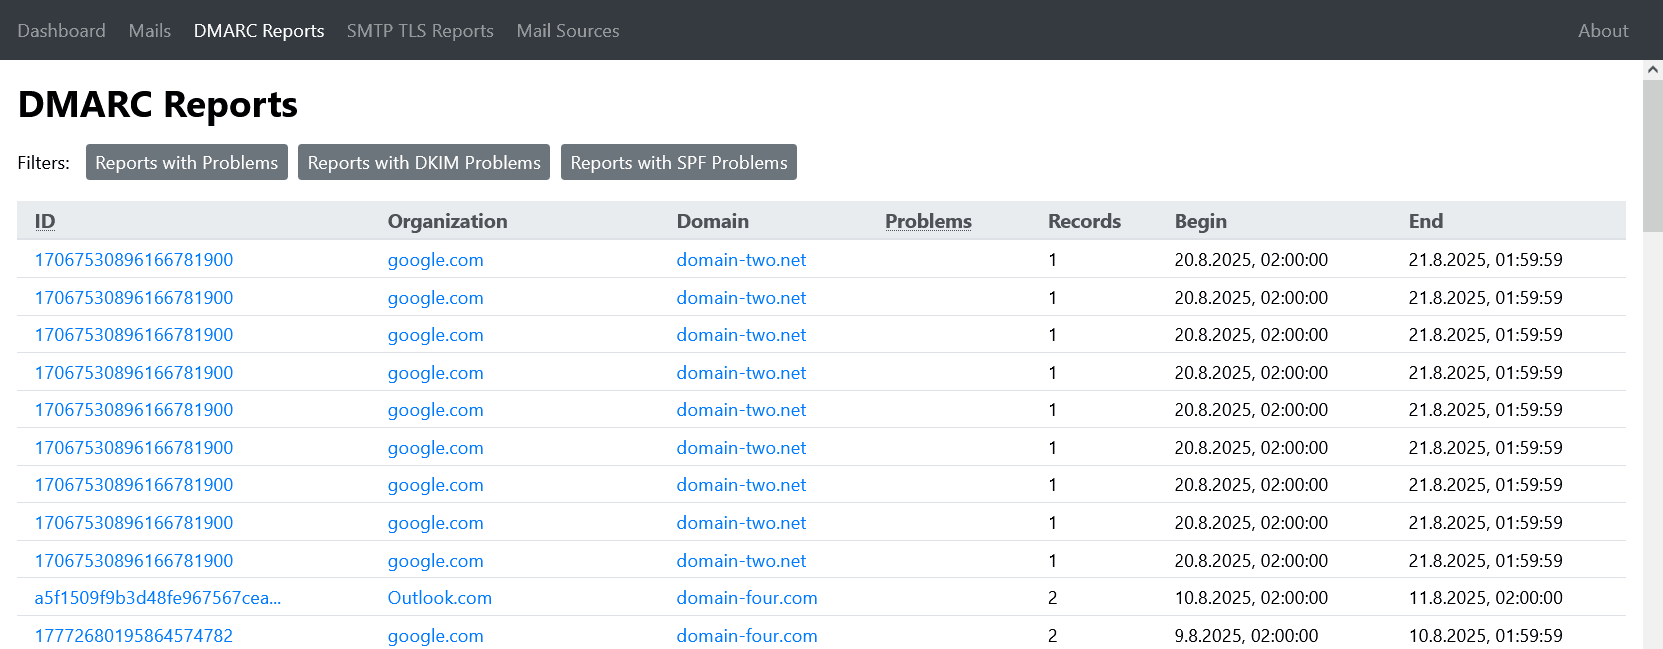 Dashboard Mails DMARC Reports SMTP TLS Reports Mail Sources About
DMARC Reports
Filters: Reports with Problems Reports with DKIM Problems Reports with SPF Problems
ID Organization Domain Problems Records Begin End
17067530896166781900 google.com domain-two.net 1 20.8.2025, 02:00:00 21.8.2025, 01:59:59
17067530896166781900 google.com domain-two.net 1 20.8.2025, 02:00:00 21.8.2025, 01:59:59
17067530896166781900 google.com domain-two.net 1 20.8.2025, 02:00:00 21.8.2025, 01:59:59
17067530896166781900 google.com domain-two.net 1 20.8.2025, 02:00:00 21.8.2025, 01:59:59
17067530896166781900 google.com domain-two.net 1 20.8.2025, 02:00:00 21.8.2025, 01:59:59
17067530896166781900 google.com domain-two.net 1 20.8.2025, 02:00:00 21.8.2025, 01:59:59
17067530896166781900 google.com domain-two.net 1 20.8.2025, 02:00:00 21.8.2025, 01:59:59
17067530896166781900 google.com domain-two.net 1 20.8.2025, 02:00:00 21.8.2025, 01:59:59
17067530896166781900 google.com domain-two.net 1 20.8.2025, 02:00:00 21.8.2025, 01:59:59
a5f1509f9b3d48fe967567cea... Outlook.com domain-four.com 2 10.8.2025, 02:00:00 11.8.2025, 02:00:00
17772680195864574782 google.com domain-four.com 2 9.8.2025, 02:00:00 10.8.2025, 01:59:59